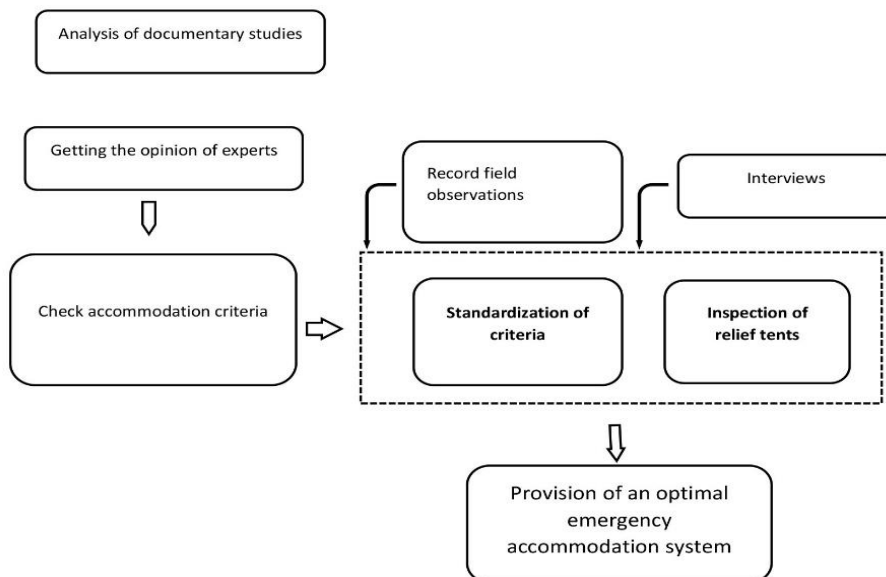 Analysis of documentary studies
Getting the opinion of experts
Record field
observations
Interviews
Check accommodation criteria
Standardization of
criteria
Inspection of
relief tents
Provision of an optimal
emergency
accommodation system